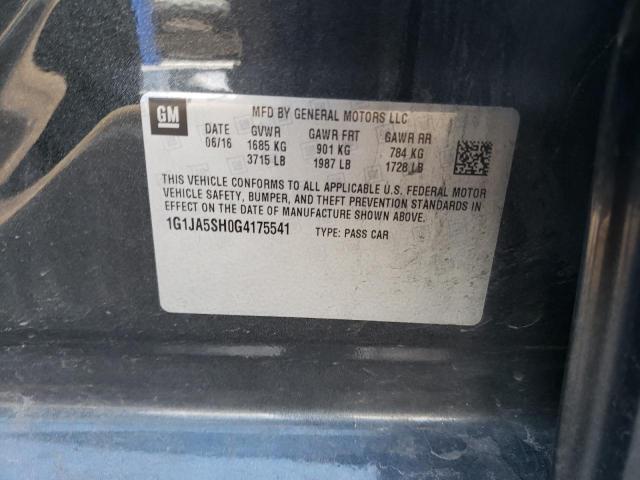 GM
MFD BY GENERAL MOTORS LLC
DATE GVWR GAWR FRT GAWR RR
06/16 1685 KG 901 KG 784 KG
3715 LB 1987 LB 1728 LB
THIS VEHICLE CONFORMS TO ALL APPLICABLE U.S. FEDERAL MOTOR
VEHICLE SAFETY, BUMPER, AND THEFT PREVENTION STANDARDS IN
EFFECT ON THE DATE OF MANUFACTURE SHOWN ABOVE.
1G1JA5SH0G4175541 TYPE: PASS CAR